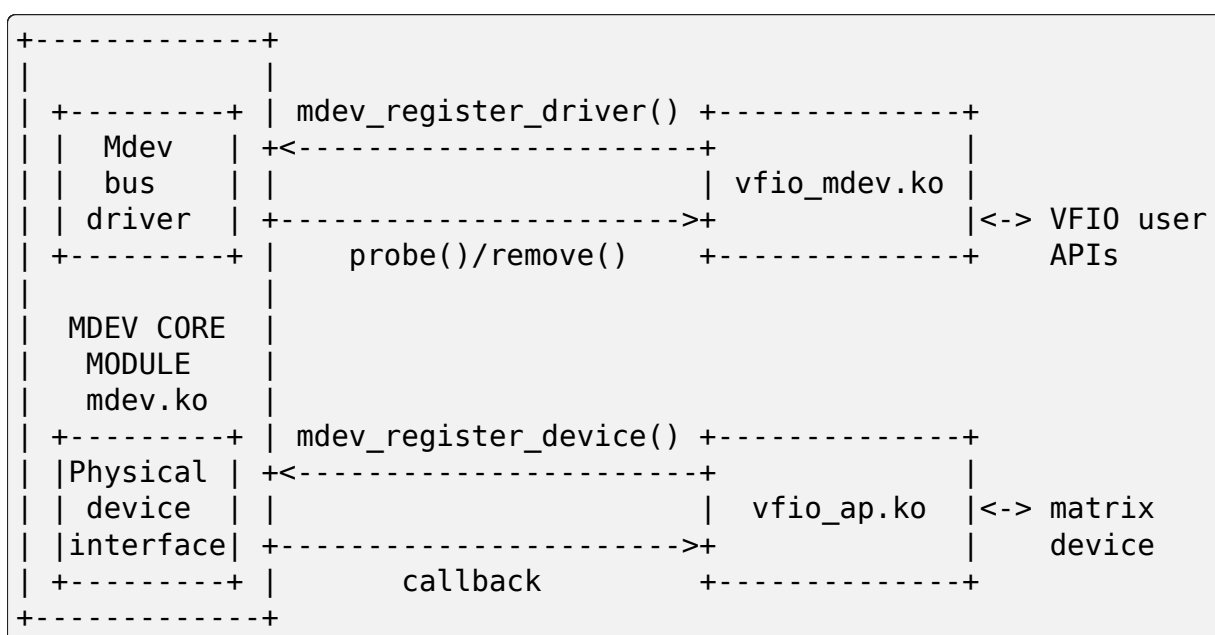 +-------------+
|             |
| +---------+ | mdev_register_driver() +--------------+
| |  Mdev   | +<-----------------------+              |
| |  bus    | |                        | vfio_mdev.ko |
| | driver  | +----------------------->+              |<-> VFIO user
| +---------+ |    probe()/remove()    +--------------+    APIs
|             |
|  MDEV CORE  |
|   MODULE    |
|   mdev.ko   |
| +---------+ | mdev_register_device() +--------------+
| |Physical | +<-----------------------+              |
| | device  | |                        |  vfio_ap.ko  |<-> matrix
| |interface| +----------------------->+              |    device
| +---------+ |       callback         +--------------+
+-------------+